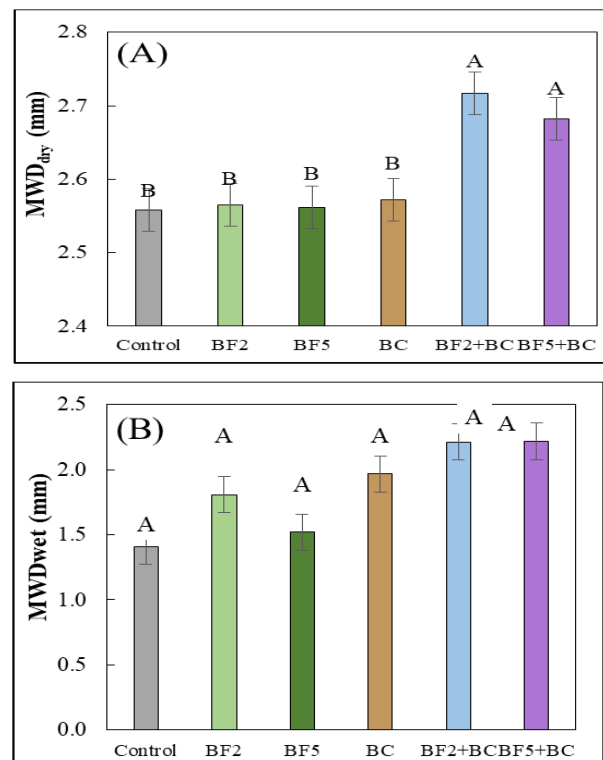 2.8
(A)
A
A
2.7
MWDdry (mm)
B
B
B
B
2.6
2.5
2.4
Control BF2 BF5 BC BF2+BC BF5+BC
2.5
(B)
A
A
A
A
2.0
A
A
1.5
MWDwet (mm)
1.0
0.5
0.0
Control BF2 BF5 BC BF2+BC BF5+BC